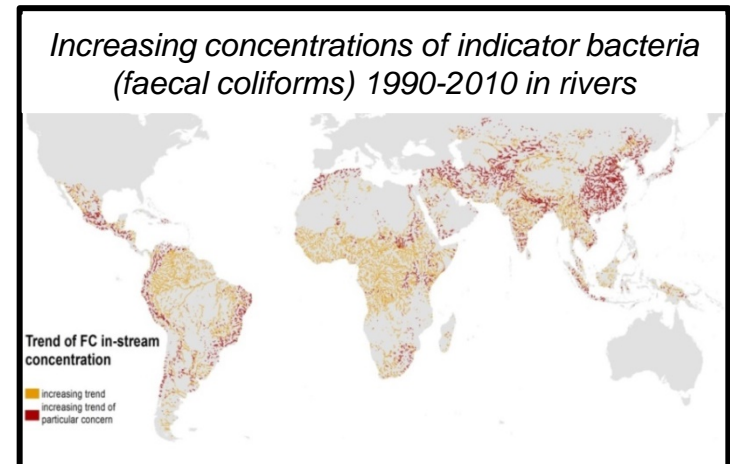 Increasing concentrations of indicator bacteria
(faecal coliforms) 1990-2010 in rivers
Trend of FC in-stream
concentration
increasing trend
increasing trend of
particular concern